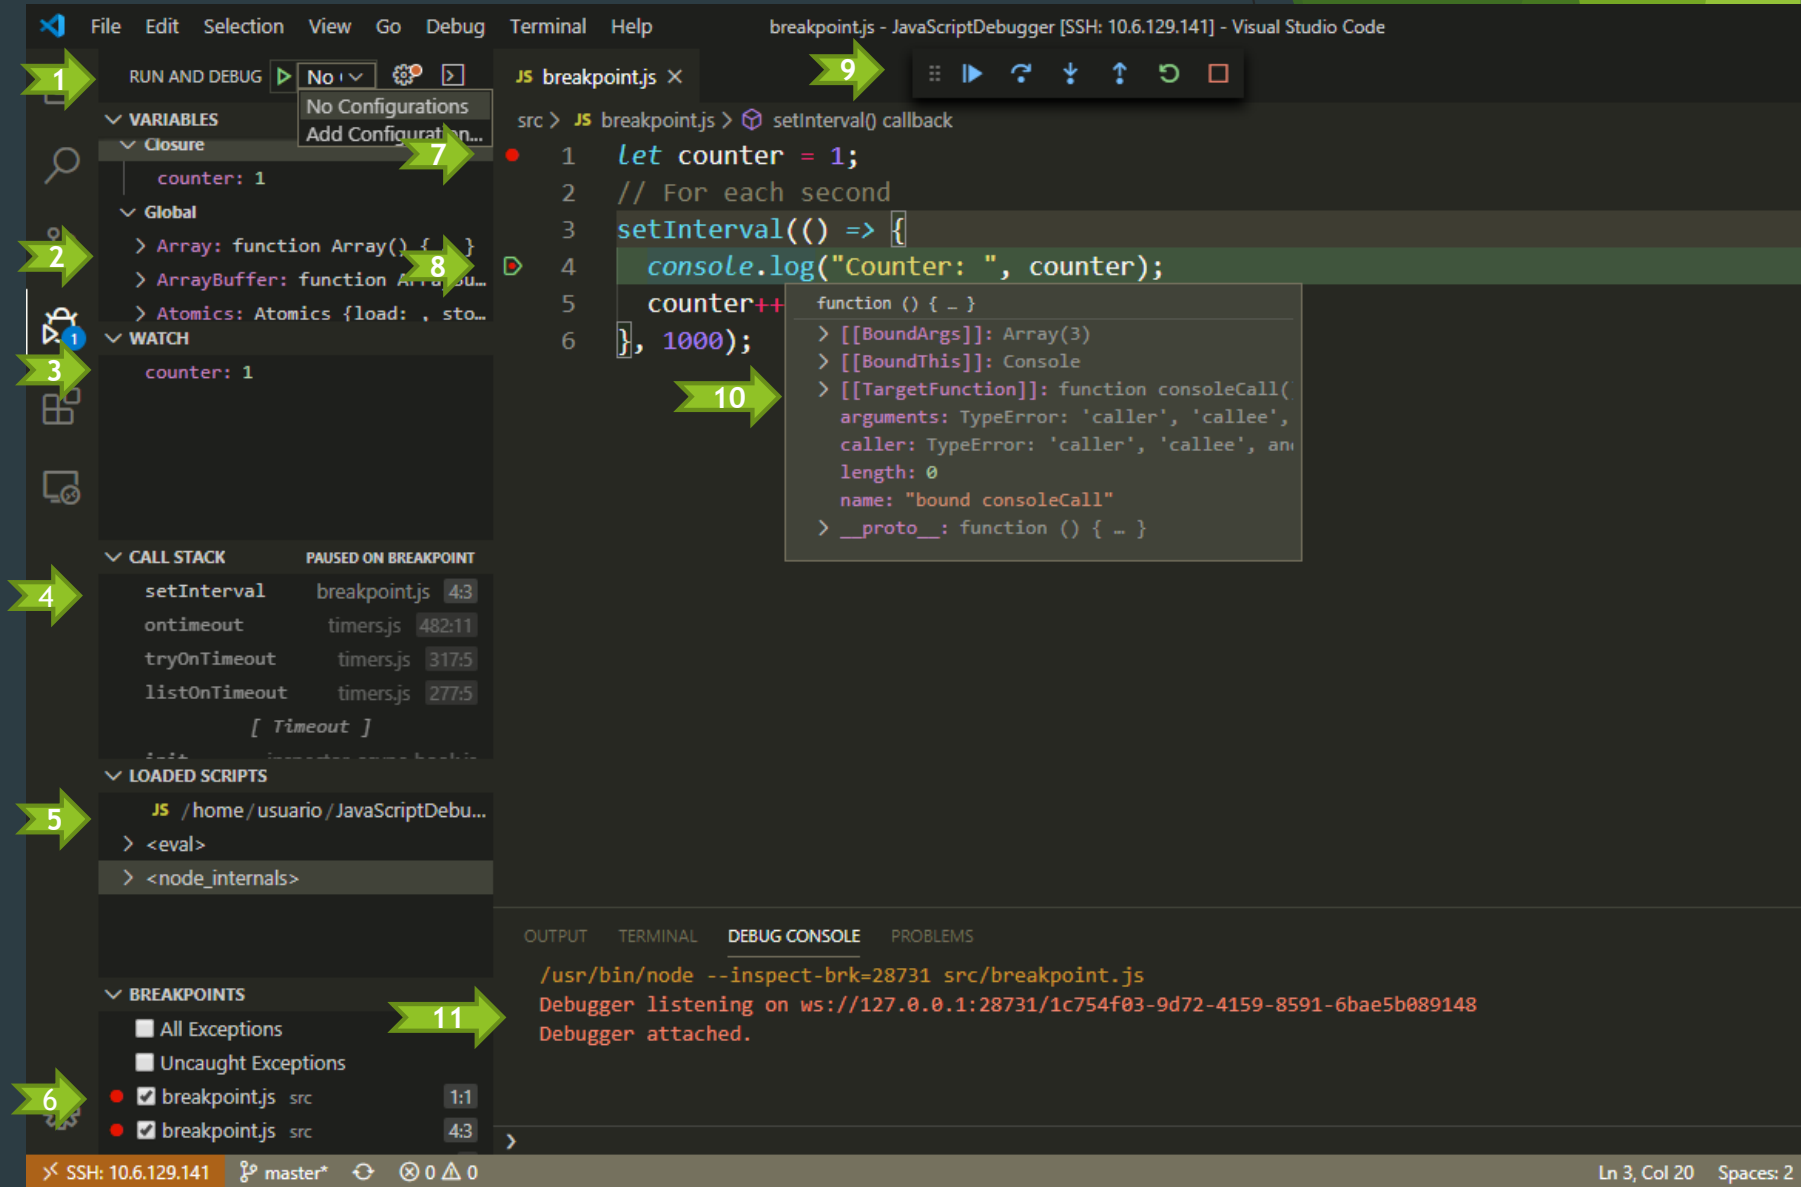 File Edit Selection View Go Debug Terminal Help
breakpoint.js - JavaScriptDebugger [SSH: 10.6.129.141] - Visual Studio Code
1
RUN AND DEBUG
No
No Configurations
Add Configuration...
VARIABLES
Closure
counter: 1
Global
2
Array: function Array() { … }
ArrayBuffer: function
Atomics: Atomics {load: , sto…
WATCH
1
3
counter: 1
CALL STACK
PAUSED ON BREAKPOINT
4
setInterval breakpoint.js 4:3
ontimeout timers.js 482:11
tryOnTimeout timers.js 317:5
listOnTimeout timers.js 277:5
[ Timeout ]
LOADED SCRIPTS
5
JS /home/usuario/JavaScriptDebu...
<eval>
<node_internals>
BREAKPOINTS
All Exceptions
Uncaught Exceptions
6
breakpoint.js src 1:1
breakpoint.js src 4:3
JS breakpoint.js
9
src > JS breakpoint.js > setInterval() callback
7
1 let counter = 1;
2 // For each second
3 setInterval(() => {
8
4 console.log("Counter: ", counter);
5 counter++
6 }, 1000);
function () { … }
[[BoundArgs]]: Array(3)
[[BoundThis]]: Console
10
[[TargetFunction]]: function consoleCall(
arguments: TypeError: 'caller', 'callee',
caller: TypeError: 'caller', 'callee', an
length: 0
name: "bound consoleCall"
__proto__: function () { … }
OUTPUT TERMINAL DEBUG CONSOLE PROBLEMS
/usr/bin/node --inspect-brk=28731 src/breakpoint.js
11
Debugger listening on ws://127.0.0.1:28731/1c754f03-9d72-4159-8591-6bae5b089148
Debugger attached.
SSH: 10.6.129.141 master* 0 0
Ln 3, Col 20 Spaces: 2